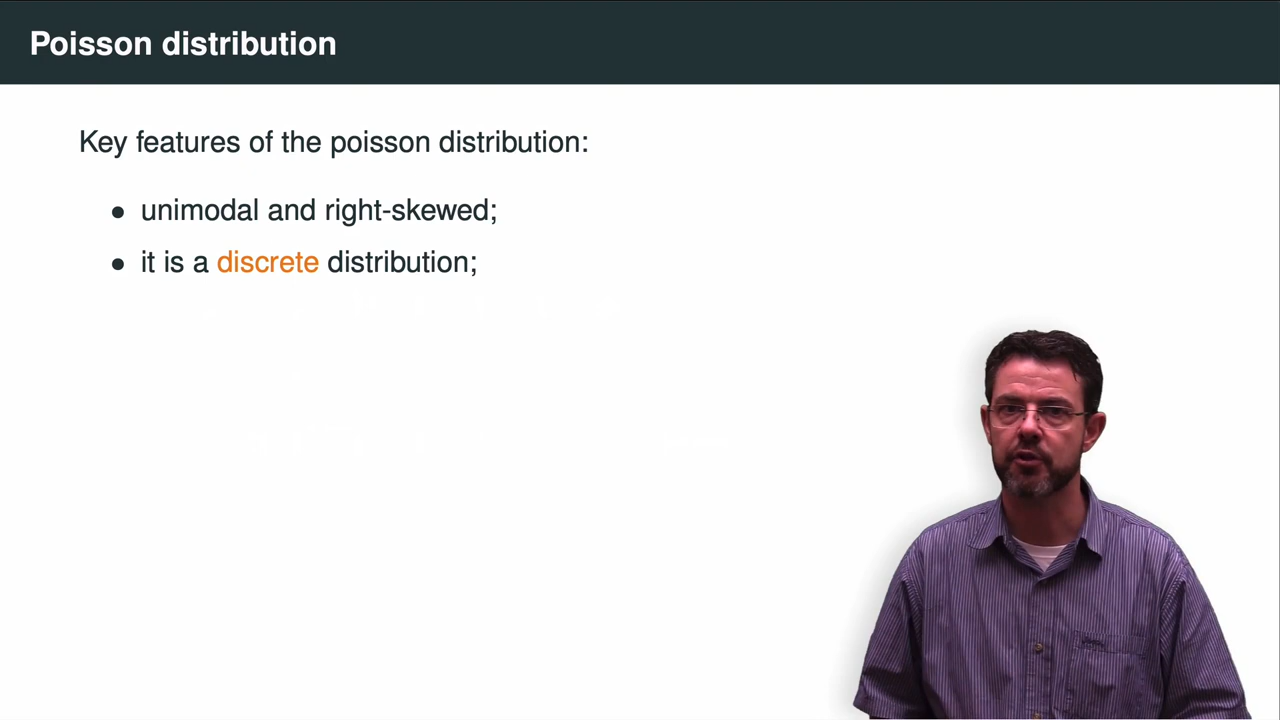 Poisson distribution
Key features of the poisson distribution:
• unimodal and right-skewed;
• it is a discrete distribution;